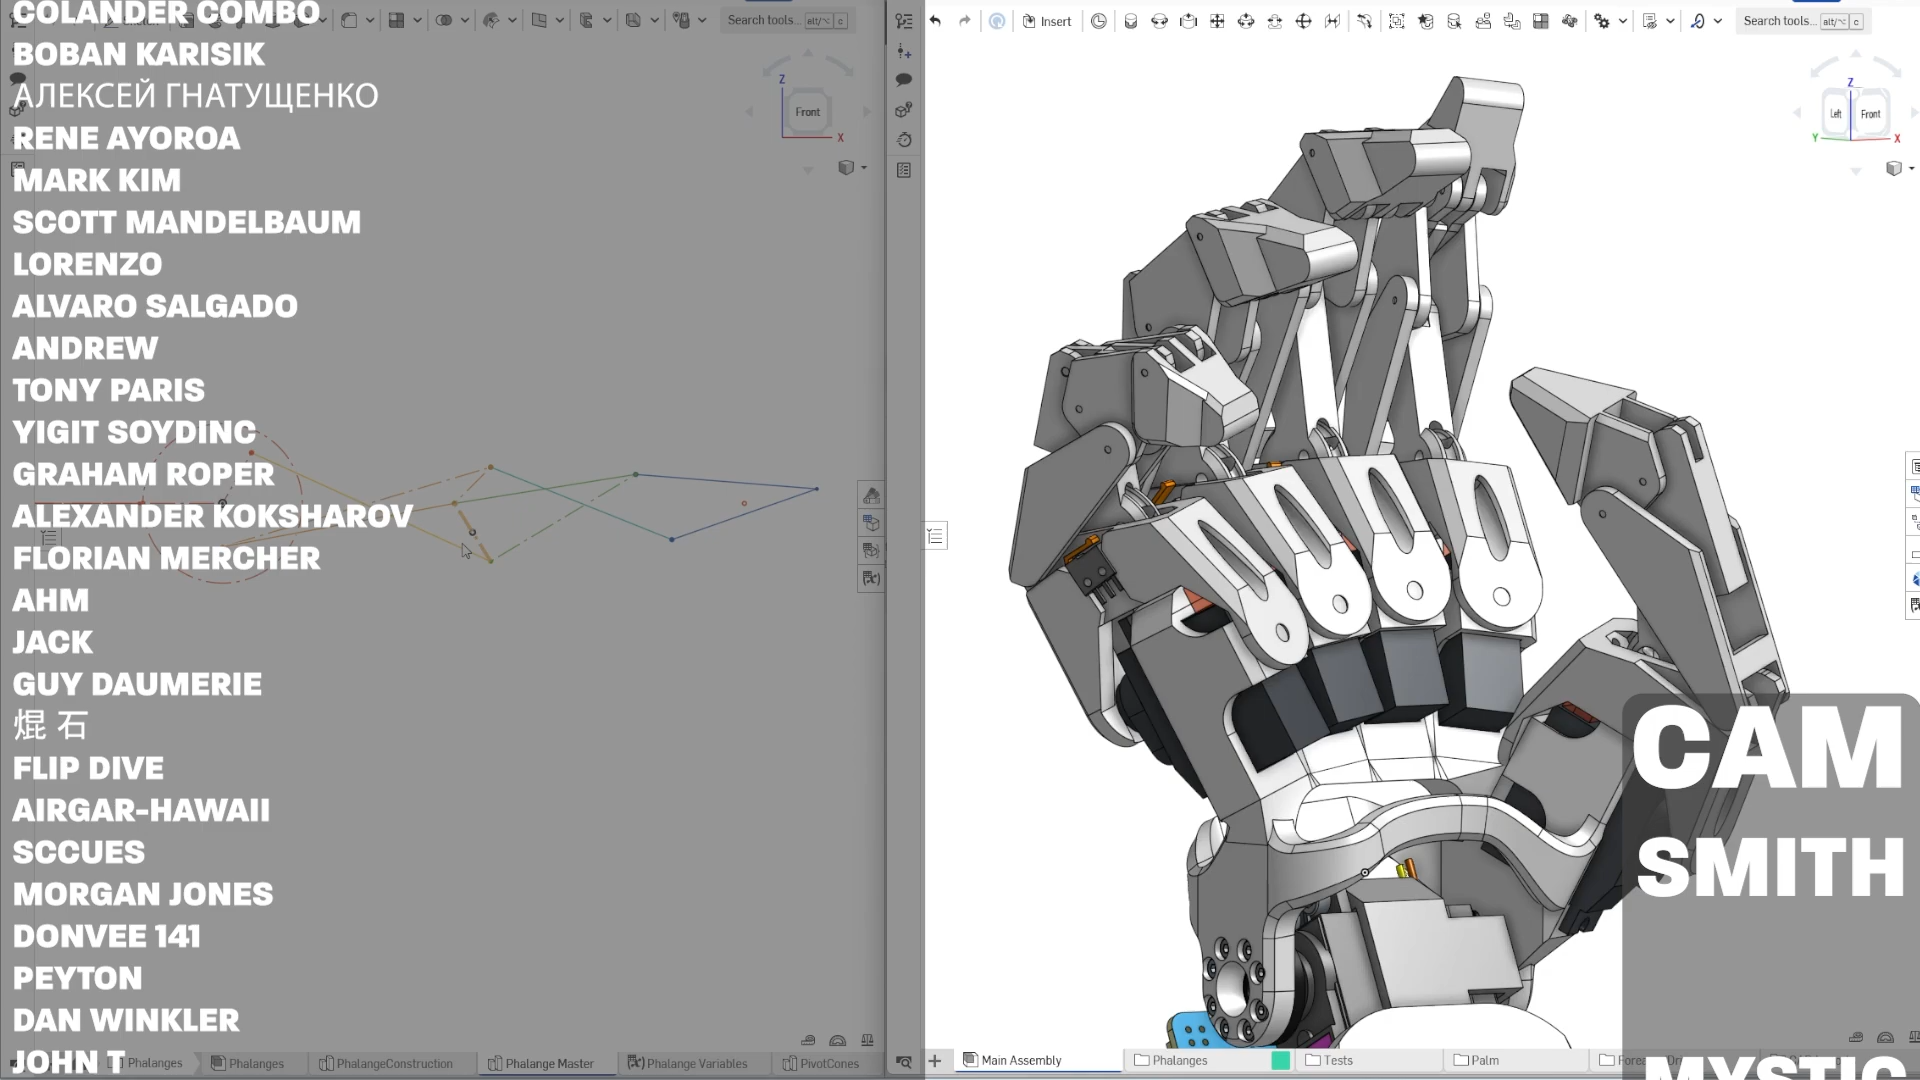 COLANDER COMBO
BOBAN KARISIK
АЛЕКСЕЙ ГНАТУЩЕНКО
RENE AYOROA
MARK KIM
SCOTT MANDELBAUM
LORENZO
ALVARO SALGADO
ANDREW
TONY PARIS
YIGIT SOYDINC
GRAHAM ROPER
ALEXANDER KOKSHAROV
FLORIAN MERCHER
AHM
JACK
GUY DAUMERIE
焜 石
FLIP DIVE
AIRGAR-HAWAII
SCCUES
MORGAN JONES
DONVEE 141
PEYTON
DAN WINKLER
JOHN T
Search tools... alt/⌥ c
Z
Front
X
Phalanges
Phalanges
PhalangeConstruction
Phalange Master
Phalange Variables
PivotCones
Insert
Search tools... alt/⌥ c
Z
Left
Front
Y
X
CAM
SMITH
MYSTIC
Main Assembly
Phalanges
Tests
Palm